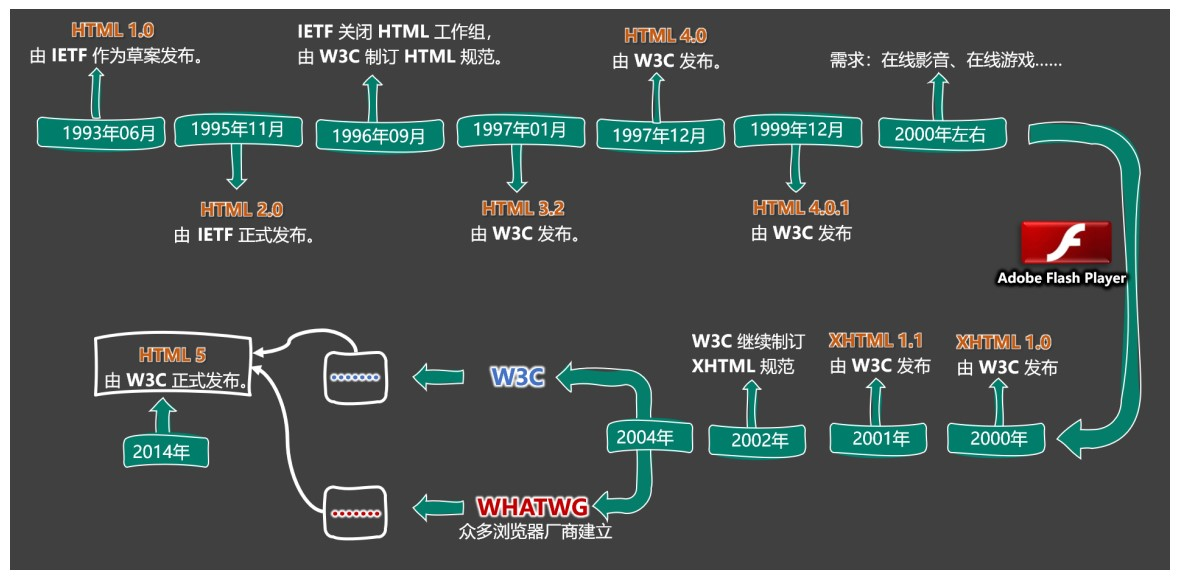 HTML 1.0
由 IETF 作为草案发布。
1993年06月
1995年11月
HTML 2.0
由 IETF 正式发布。
IETF 关闭 HTML 工作组，
由 W3C 制订 HTML 规范。
1996年09月
1997年01月
HTML 3.2
由 W3C 发布。
HTML 4.0
由 W3C 发布。
1997年12月
1999年12月
HTML 4.0.1
由 W3C 发布
需求：在线影音、在线游戏……
2000年左右
Adobe Flash Player
XHTML 1.0
由 W3C 发布
2000年
XHTML 1.1
由 W3C 发布
2001年
W3C 继续制订
XHTML 规范
2002年
2004年
W3C
WHATWG
众多浏览器厂商建立
HTML 5
由 W3C 正式发布。
2014年